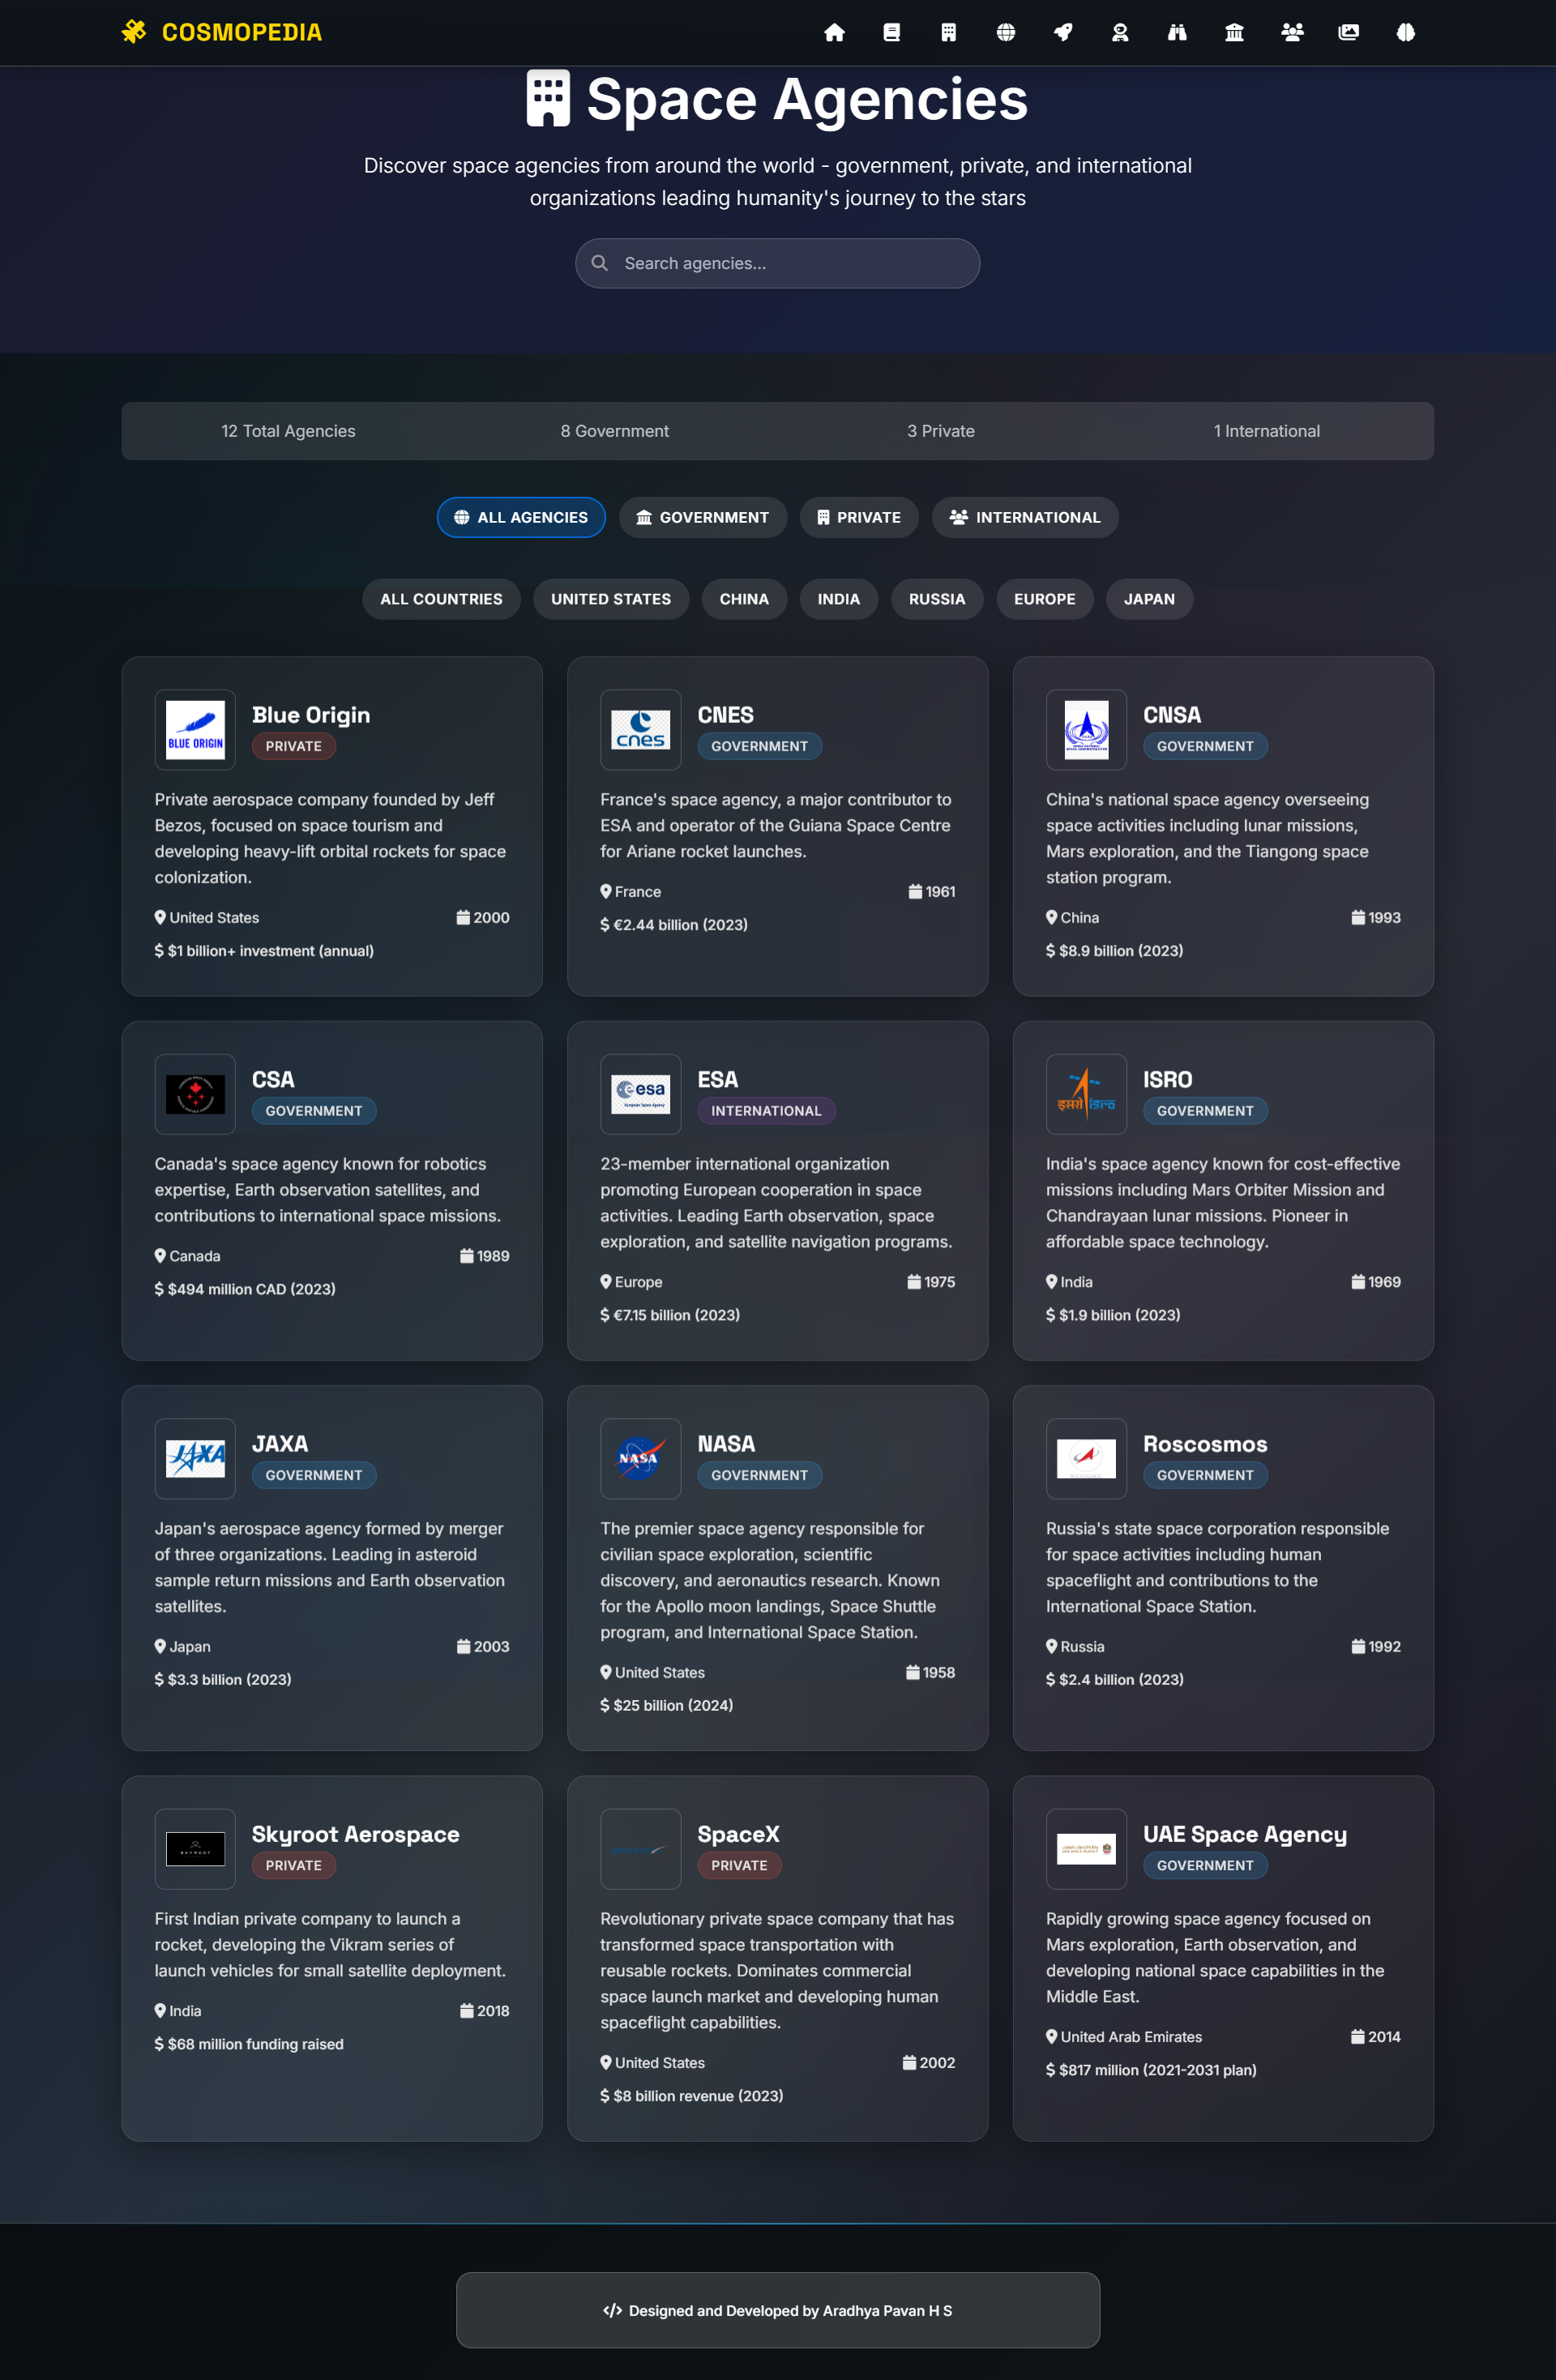 COSMOPEDIA
Space Agencies
Discover space agencies from around the world - government, private, and international
organizations leading humanity's journey to the stars
Search agencies...
12 Total Agencies
8 Government
3 Private
1 International
ALL AGENCIES
GOVERNMENT
PRIVATE
INTERNATIONAL
ALL COUNTRIES
UNITED STATES
CHINA
INDIA
RUSSIA
EUROPE
JAPAN
BLUE ORIGIN
Blue Origin
PRIVATE
Private aerospace company founded by Jeff
Bezos, focused on space tourism and
developing heavy-lift orbital rockets for space
colonization.
United States
2000
$ $1 billion+ investment (annual)
cnes
CNES
GOVERNMENT
France's space agency, a major contributor to
ESA and operator of the Guiana Space Centre
for Ariane rocket launches.
France
1961
$ €2.44 billion (2023)
CNSA
GOVERNMENT
China's national space agency overseeing
space activities including lunar missions,
Mars exploration, and the Tiangong space
station program.
China
1993
$ $8.9 billion (2023)
CSA
GOVERNMENT
Canada's space agency known for robotics
expertise, Earth observation satellites, and
contributions to international space missions.
Canada
1989
$ $494 million CAD (2023)
esa
European Space Agency
ESA
INTERNATIONAL
23-member international organization
promoting European cooperation in space
activities. Leading Earth observation, space
exploration, and satellite navigation programs.
Europe
1975
$ €7.15 billion (2023)
इसरो isro
ISRO
GOVERNMENT
India's space agency known for cost-effective
missions including Mars Orbiter Mission and
Chandrayaan lunar missions. Pioneer in
affordable space technology.
India
1969
$ $1.9 billion (2023)
JAXA
JAXA
GOVERNMENT
Japan's aerospace agency formed by merger
of three organizations. Leading in asteroid
sample return missions and Earth observation
satellites.
Japan
2003
$ $3.3 billion (2023)
NASA
NASA
GOVERNMENT
The premier space agency responsible for
civilian space exploration, scientific
discovery, and aeronautics research. Known
for the Apollo moon landings, Space Shuttle
program, and International Space Station.
United States
1958
$ $25 billion (2024)
Roscosmos
GOVERNMENT
Russia's state space corporation responsible
for space activities including human
spaceflight and contributions to the
International Space Station.
Russia
1992
$ $2.4 billion (2023)
SKYROOT
Skyroot Aerospace
PRIVATE
First Indian private company to launch a
rocket, developing the Vikram series of
launch vehicles for small satellite deployment.
India
2018
$ $68 million funding raised
SPACEX
SpaceX
PRIVATE
Revolutionary private space company that has
transformed space transportation with
reusable rockets. Dominates commercial
space launch market and developing human
spaceflight capabilities.
United States
2002
$ $8 billion revenue (2023)
UAE Space Agency
GOVERNMENT
Rapidly growing space agency focused on
Mars exploration, Earth observation, and
developing national space capabilities in the
Middle East.
United Arab Emirates
2014
$ $817 million (2021-2031 plan)
</> Designed and Developed by Aradhya Pavan H S